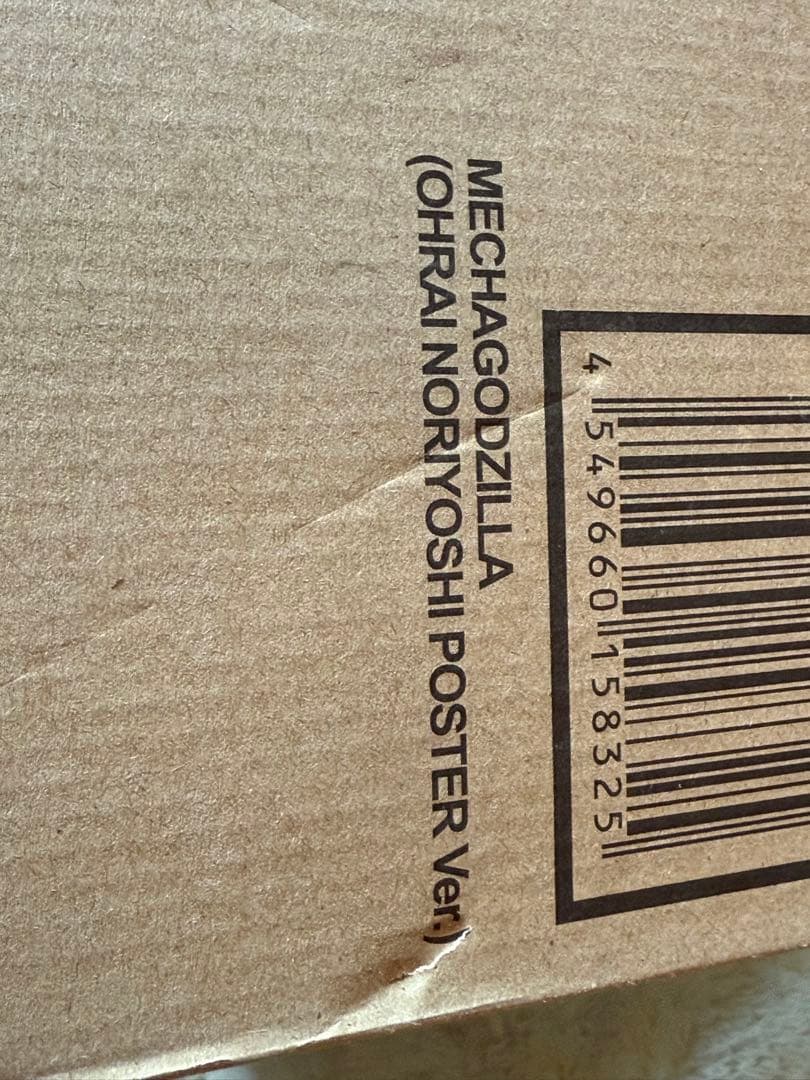 MECHAGODZILLA
(OHRAI NORIYOSHI POSTER Ver.)
4 549660 158325